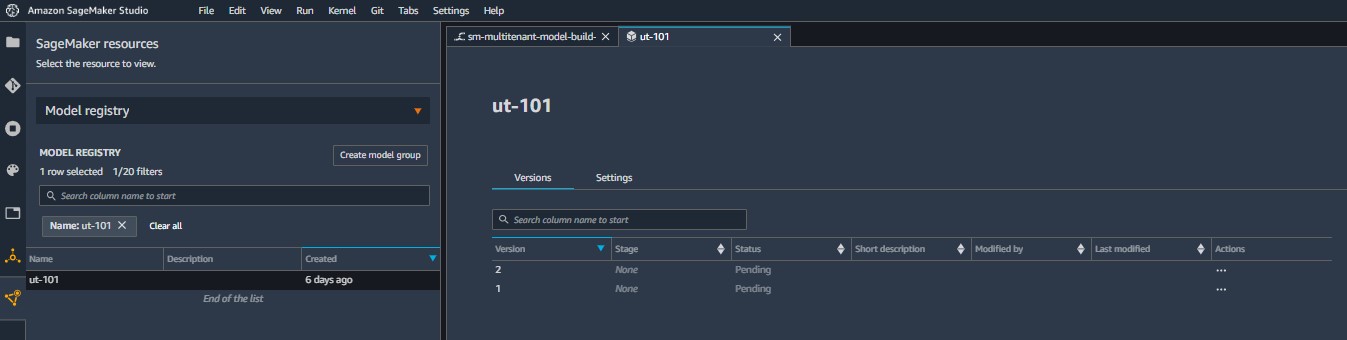 Amazon SageMaker Studio File Edit View Run Kernel Git Tabs Settings Help
SageMaker resources
Select the resource to view.
Model registry
MODEL REGISTRY
Create model group
1 row selected 1/20 filters
Search column name to start
Name: ut-101 Clear all
Name Description Created
ut-101 6 days ago
End of the list
sm-multitenant-model-build- ut-101
ut-101
Versions Settings
Search column name to start
Version Stage Status Short description Modified by Last modified Actions
2 None Pending ...
1 None Pending ...